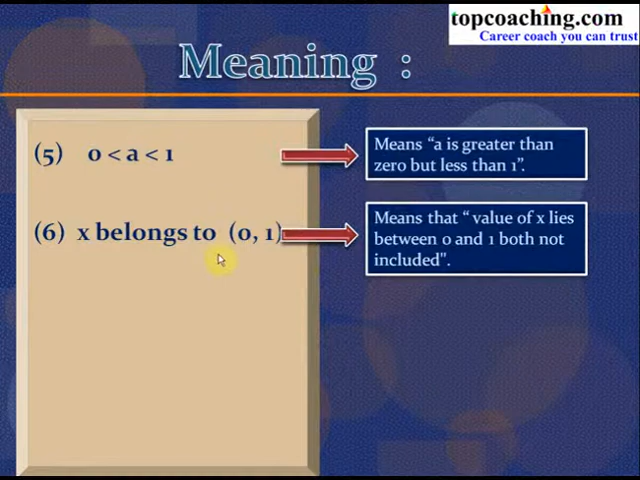 topcoaching.com
Career coach you can trust
Meaning :
(5) 0 < a < 1
Means “a is greater than
zero but less than 1”.
(6) x belongs to (0, 1)
Means that “ value of x lies
between 0 and 1 both not
included".